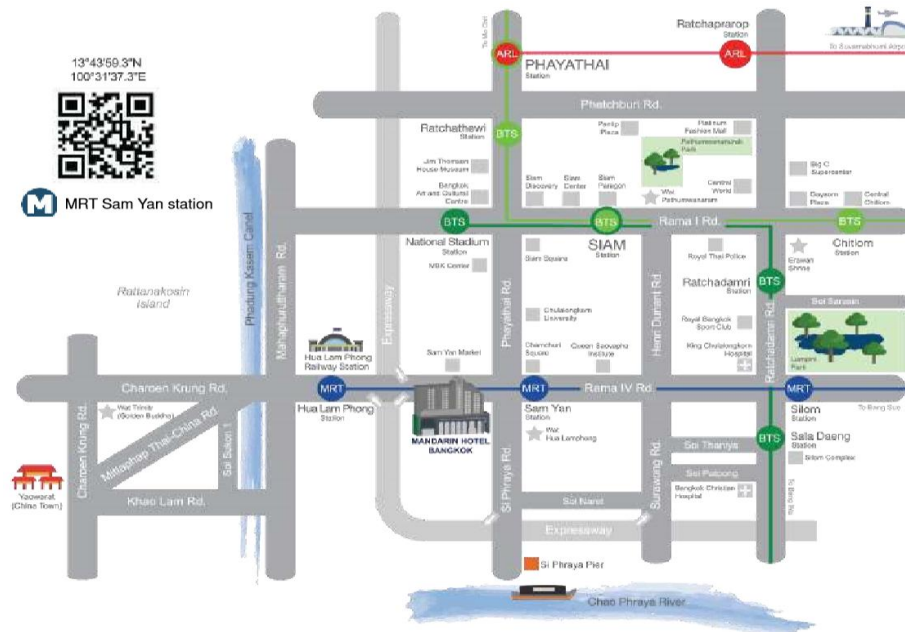 13°43'59.3"N
100°31'37.3"E
MRT Sam Yan station
ARL
PHAYATHAI
Station
Ratchaprarop
Station
ARL
Phetchburi Rd.
Ratchathewi
Station
BTS
Pantip
Plaza
Platinum
Fashion Mall
Jim Thomson
House Museum
Bangkok
Art and Cultural
Centre
Siam
Discovery
Siam
Center
Siam
Paragon
Wat
Pathumwanaram
Central
World
Big C
Supercenter
Central
Chitlom
BTS
National Stadium
Station
MBK Center
BTS
SIAM
Station
Siam Square
Rama I Rd.
Royal Thai Police
BTS
Chitlom
Station
Erawan
Shrine
BTS
Ratchadamri
Station
Soi Sarasin
Rattanakosin
Island
Phadung Kasem Canal
Mahaphruttharam Rd.
Expressway
Phayathai Rd.
Henri Dunant Rd.
Ratchadamri Rd.
Chulalongkorn
University
Royal Bangkok
Sport Club
King Chulalongkorn
Hospital
Lumpini
Park
Hua Lam Phong
Railway Station
Sam Yan Market
Chamchuri
Square
Queen Saovapha
Institute
Charoen Krung Rd.
MRT
Hua Lam Phong
Station
MANDARIN HOTEL
BANGKOK
MRT
Sam Yan
Station
Rama IV Rd.
MRT
Silom
Station
To Bang Sue
Wat Trimitr
(Golden Buddha)
Wat
Hua Lamphong
Charoen Krung Rd.
Mittaphap Thai-China Rd.
Soi Sukon 1
Si Phraya Rd.
Surawong Rd.
Soi Thaniya
BTS
Sala Daeng
Station
Silom Complex
Soi Patpong
Bangkok Christian
Hospital
Yaowarat
(China Town)
Khao Lam Rd.
Soi Naret
Expressway
Si Phraya Pier
Chao Phraya River